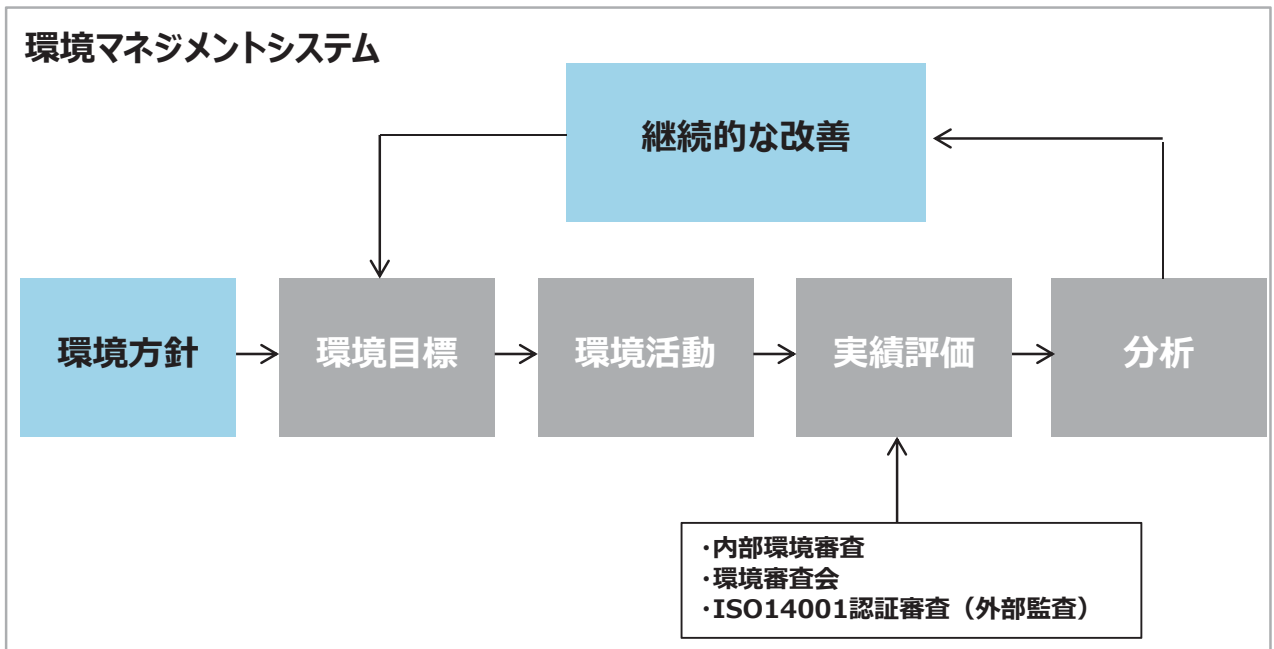 環境マネジメントシステム
継続的な改善
環境方針
環境目標
環境活動
実績評価
分析
・内部環境審査
・環境審査会
・ISO14001認証審査（外部監査）